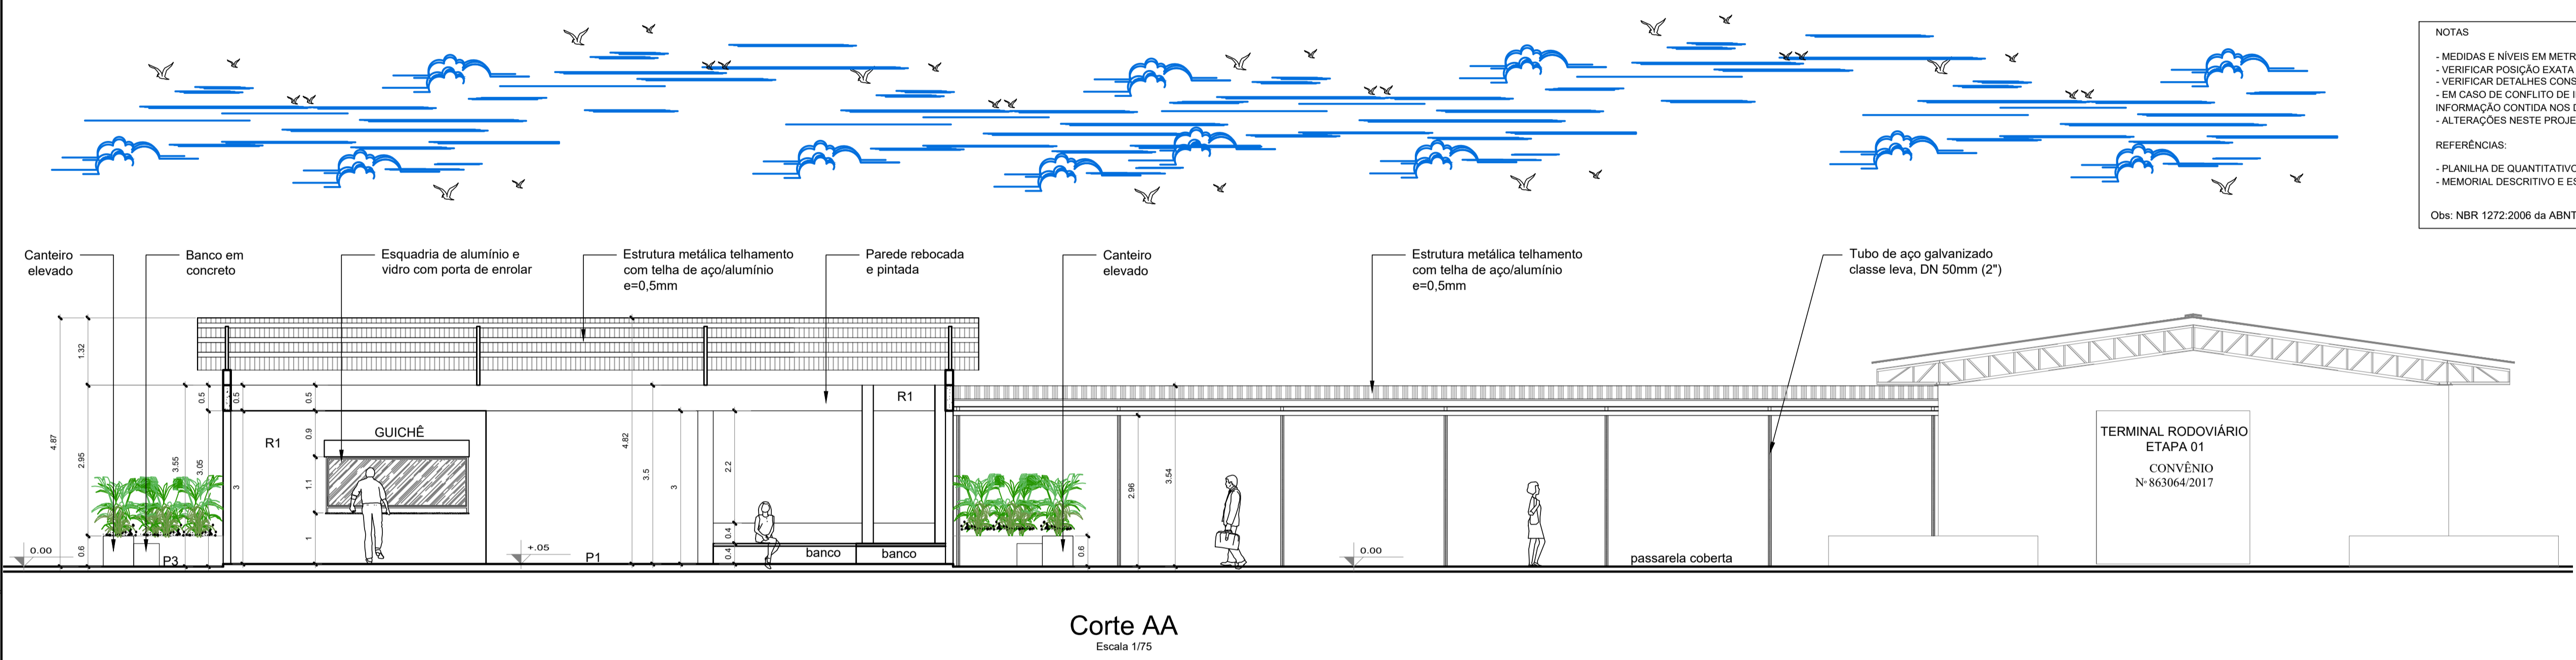 NOTAS
- MEDIDAS E NÍVEIS EM METR
- VERIFICAR POSIÇÃO EXATA
- VERIFICAR DETALHES CONS
- EM CASO DE CONFLITO DE I
INFORMAÇÃO CONTIDA NOS D
- ALTERAÇÕES NESTE PROJE
REFERÊNCIAS:
- PLANILHA DE QUANTITATIVO
- MEMORIAL DESCRITIVO E ES
Obs: NBR 1272:2006 da ABNT
Canteiro
elevado
Banco em
concreto
Esquadria de alumínio e
vidro com porta de enrolar
Estrutura metálica telhamento
com telha de aço/alumínio
e=0,5mm
Parede rebocada
e pintada
Canteiro
elevado
Estrutura metálica telhamento
com telha de aço/alumínio
e=0,5mm
Tubo de aço galvanizado
classe leva, DN 50mm (2")
4.87
1.32
2.95
0.6
3.55
0.5
3.05
0.5
3
0.5
0.9
1.1
1
R1
GUICHÊ
4.82
3.5
3
2.2
0.4
0.4
R1
2.96
3.54
0.6
0.00
P3
+.05
P1
banco
banco
0.00
passarela coberta
TERMINAL RODOVIÁRIO
ETAPA 01
CONVÊNIO
Nº 863064/2017
Corte AA
Escala 1/75